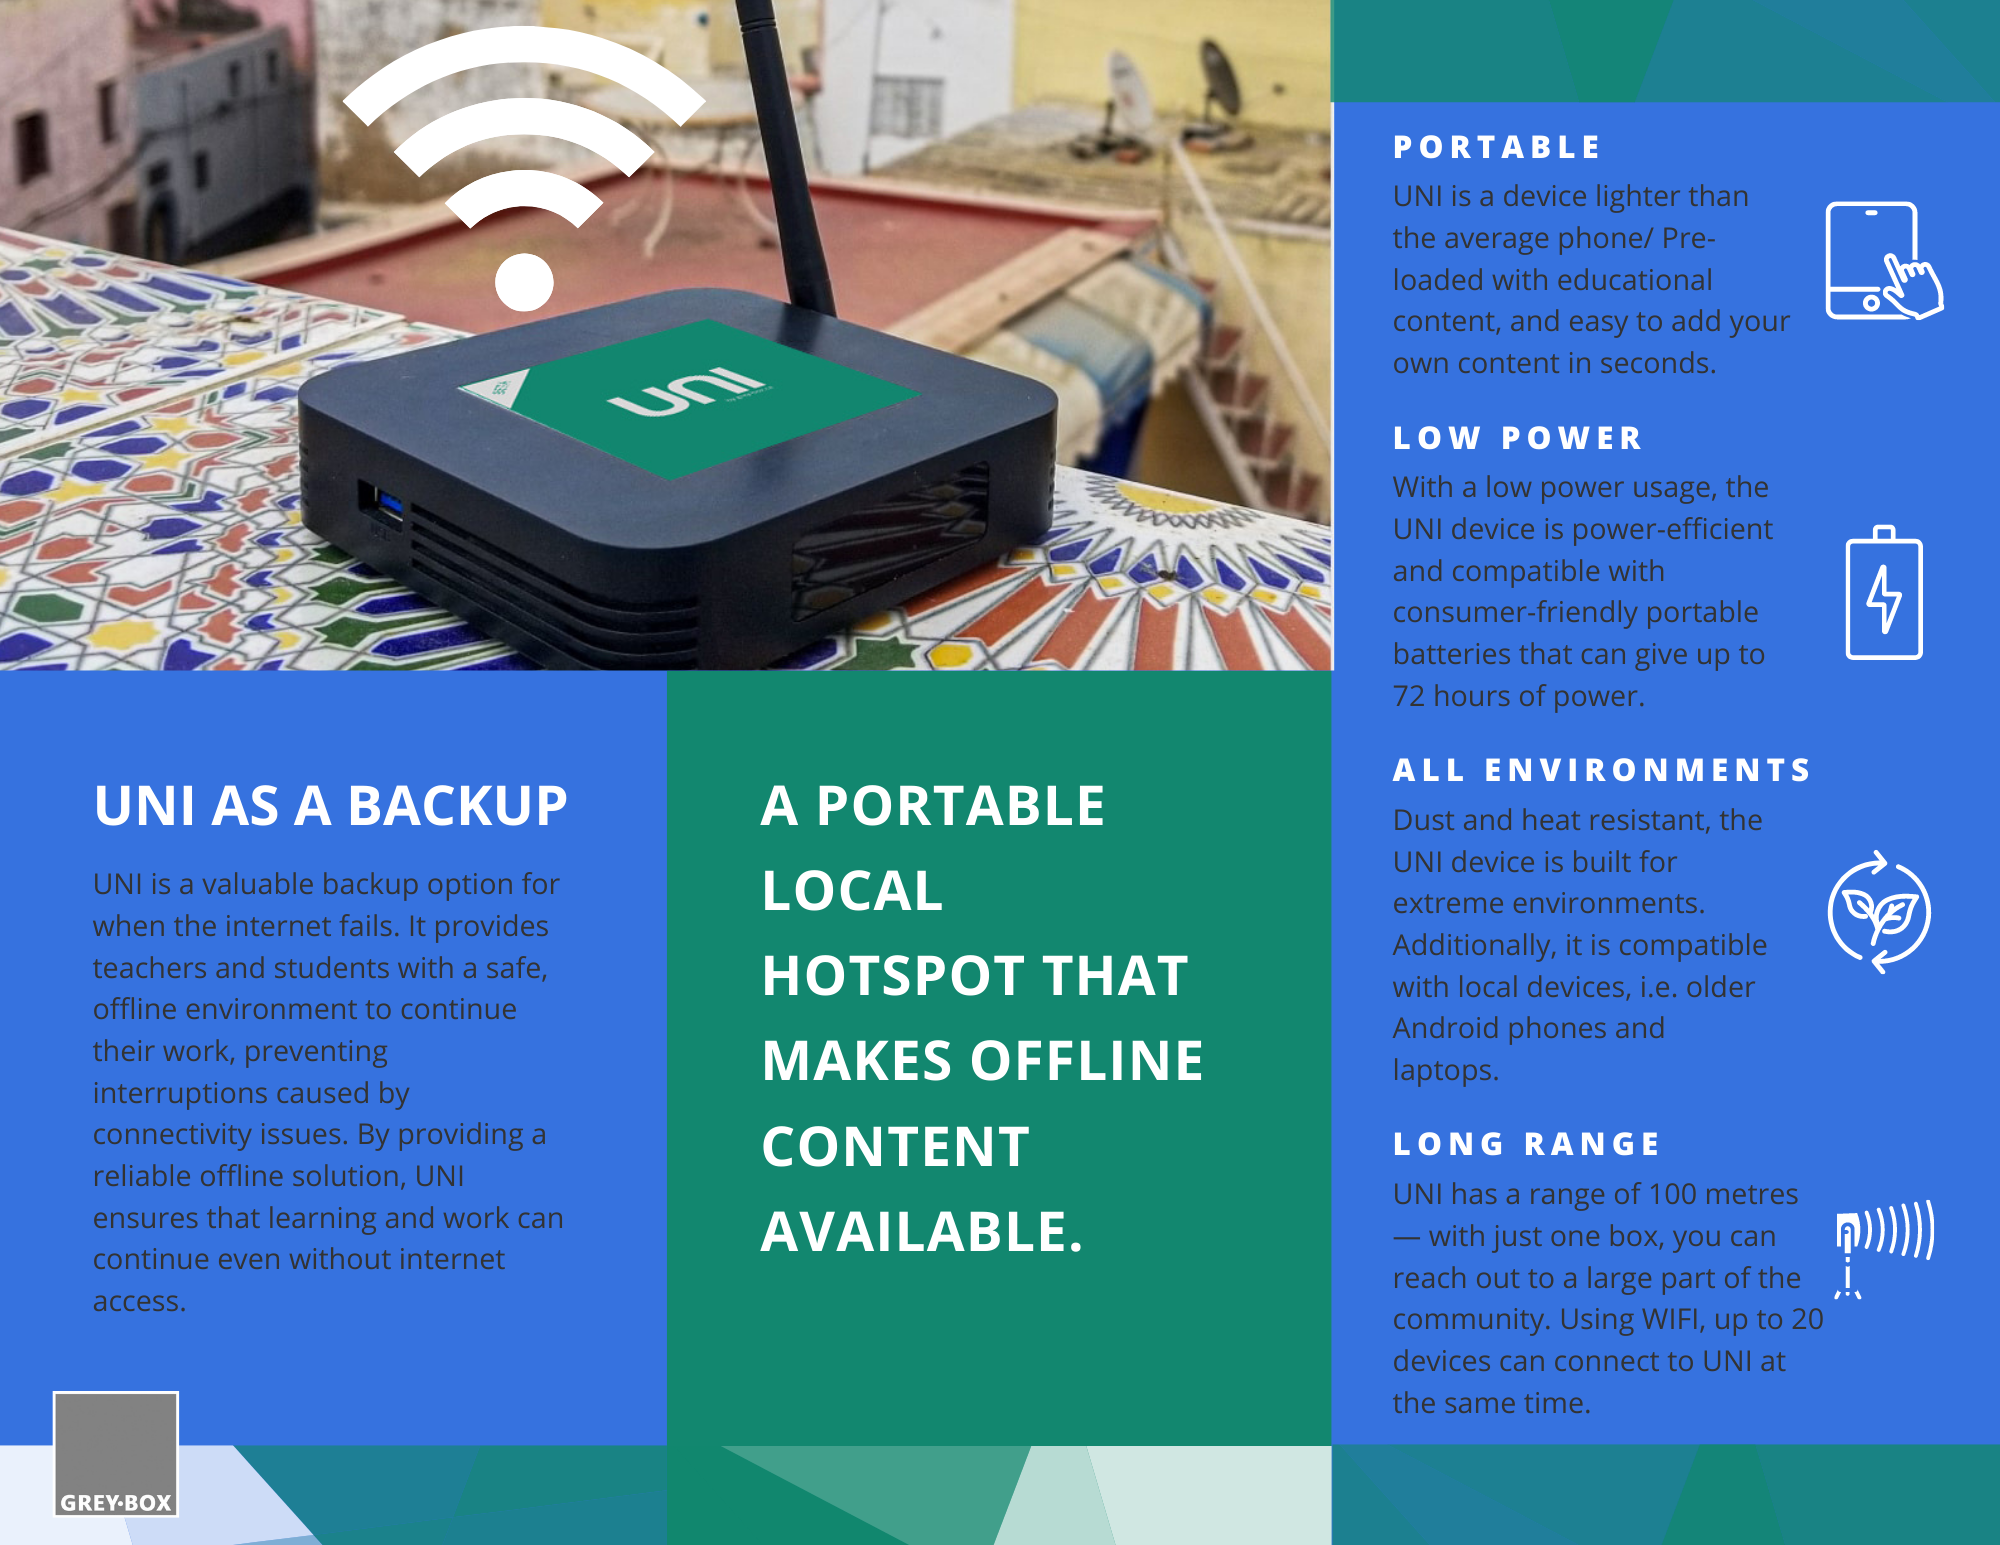 BETA
UNI
UNI AS A BACKUP
UNI is a valuable backup option for
when the internet fails. It provides
teachers and students with a safe,
offline environment to continue
their work, preventing
interruptions caused by
connectivity issues. By providing a
reliable offline solution, UNI
ensures that learning and work can
continue even without internet
access.
GREY·BOX
A PORTABLE
LOCAL
HOTSPOT THAT
MAKES OFFLINE
CONTENT
AVAILABLE.
PORTABLE
UNI is a device lighter than
the average phone/ Pre-
loaded with educational
content, and easy to add your
own content in seconds.
LOW POWER
With a low power usage, the
UNI device is power-efficient
and compatible with
consumer-friendly portable
batteries that can give up to
72 hours of power.
ALL ENVIRONMENTS
Dust and heat resistant, the
UNI device is built for
extreme environments.
Additionally, it is compatible
with local devices, i.e. older
Android phones and
laptops.
LONG RANGE
UNI has a range of 100 metres
— with just one box, you can
reach out to a large part of the
community. Using WIFI, up to 20
devices can connect to UNI at
the same time.